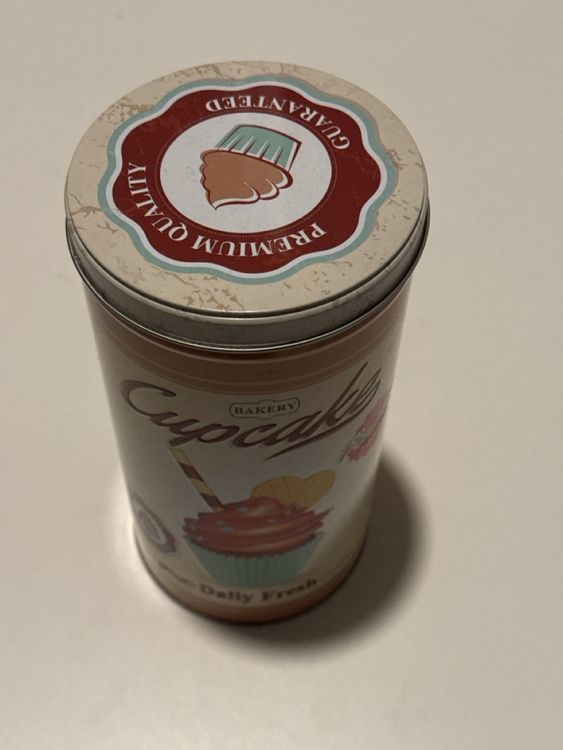 PREMIUM QUALITY
GUARANTEED
BAKERY
Cupcake
Daily Fresh